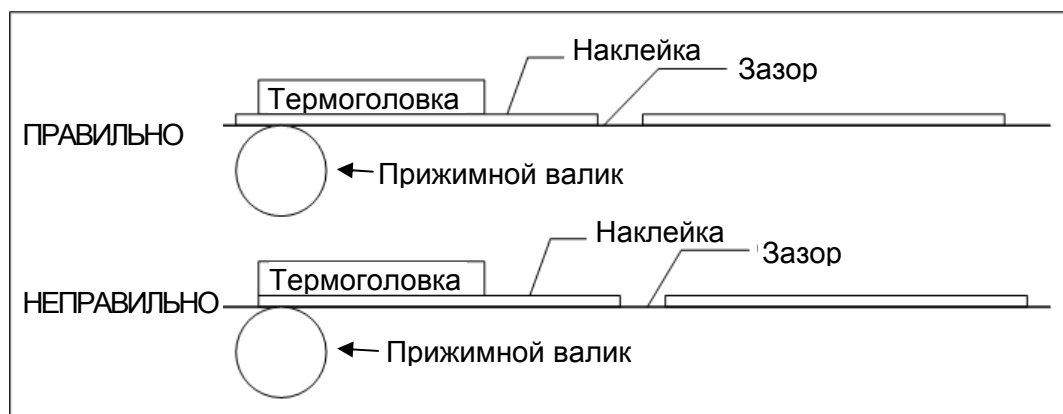 Наклейка
Зазор
Термоголовка
ПРАВИЛЬНО
Прижимной валик
Наклейка
Зазор
Термоголовка
НЕПРАВИЛЬНО
Прижимной валик